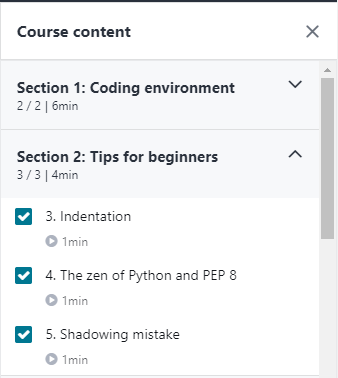 Course content
Section 1: Coding environment
2 / 2 | 6min
Section 2: Tips for beginners
3 / 3 | 4min
3. Indentation
1min
4. The zen of Python and PEP 8
1min
5. Shadowing mistake
1min